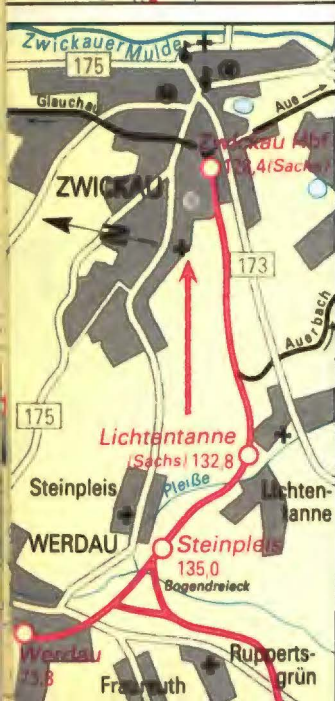 Zwickauer Mulde
175
Glauchau
Aue
Zwickau Hbf
(Sachs)
ZWICKAU
N
173
Auerbach
175
Lichtentanne
(Sachs) 132,8
Steinpleis
Pleiße
Lichten-
tanne
WERDAU
Steinpleis
135,0
Bogendreieck
Werdau
Rupperts-
grün